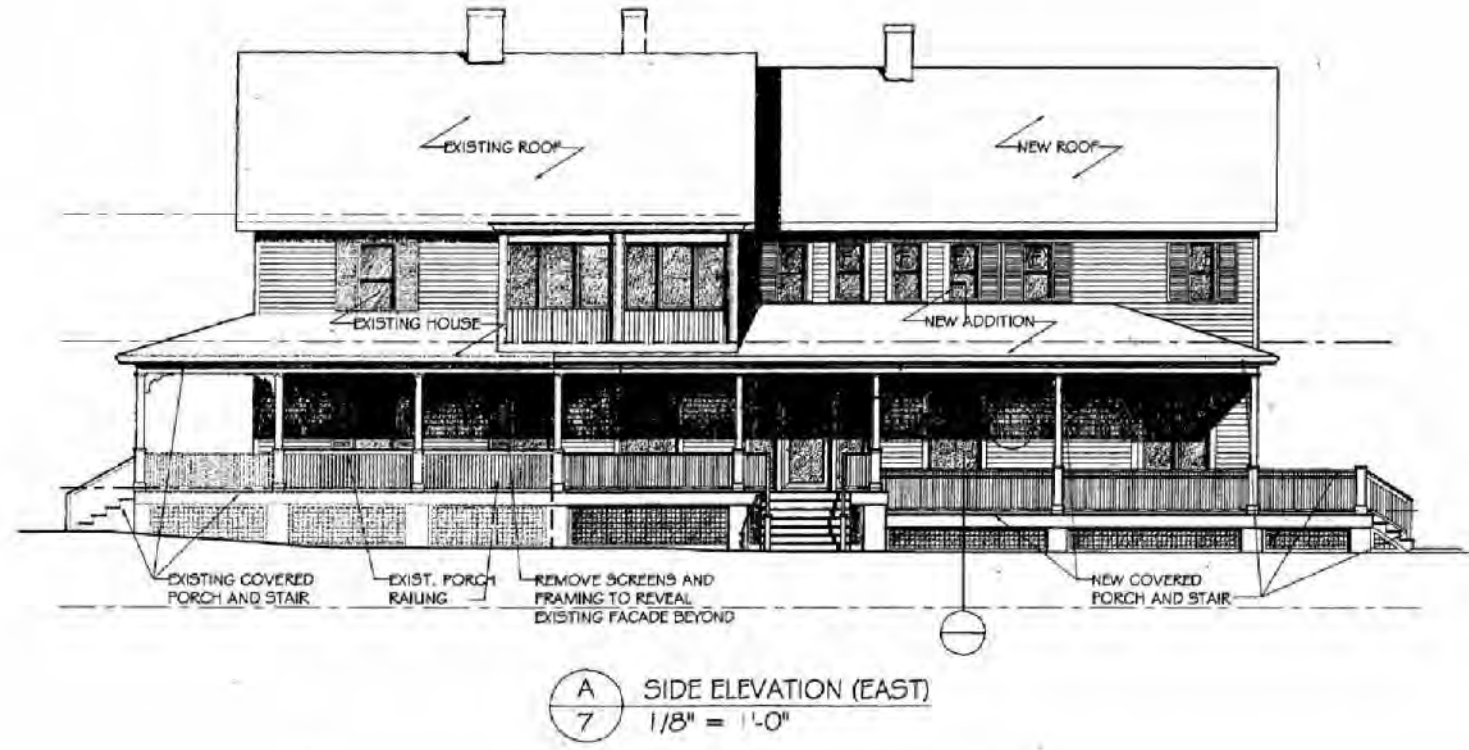 EXISTING ROOF
NEW ROOF
EXISTING HOUSE
NEW ADDITION
EXISTING COVERED
PORCH AND STAIR
EXIST. PORCH
RAILING
REMOVE SCREENS AND
FRAMING TO REVEAL
EXISTING FACADE BEYOND
NEW COVERED
PORCH AND STAIR
A
7
SIDE ELEVATION (EAST)
1/8" = 1'-0"